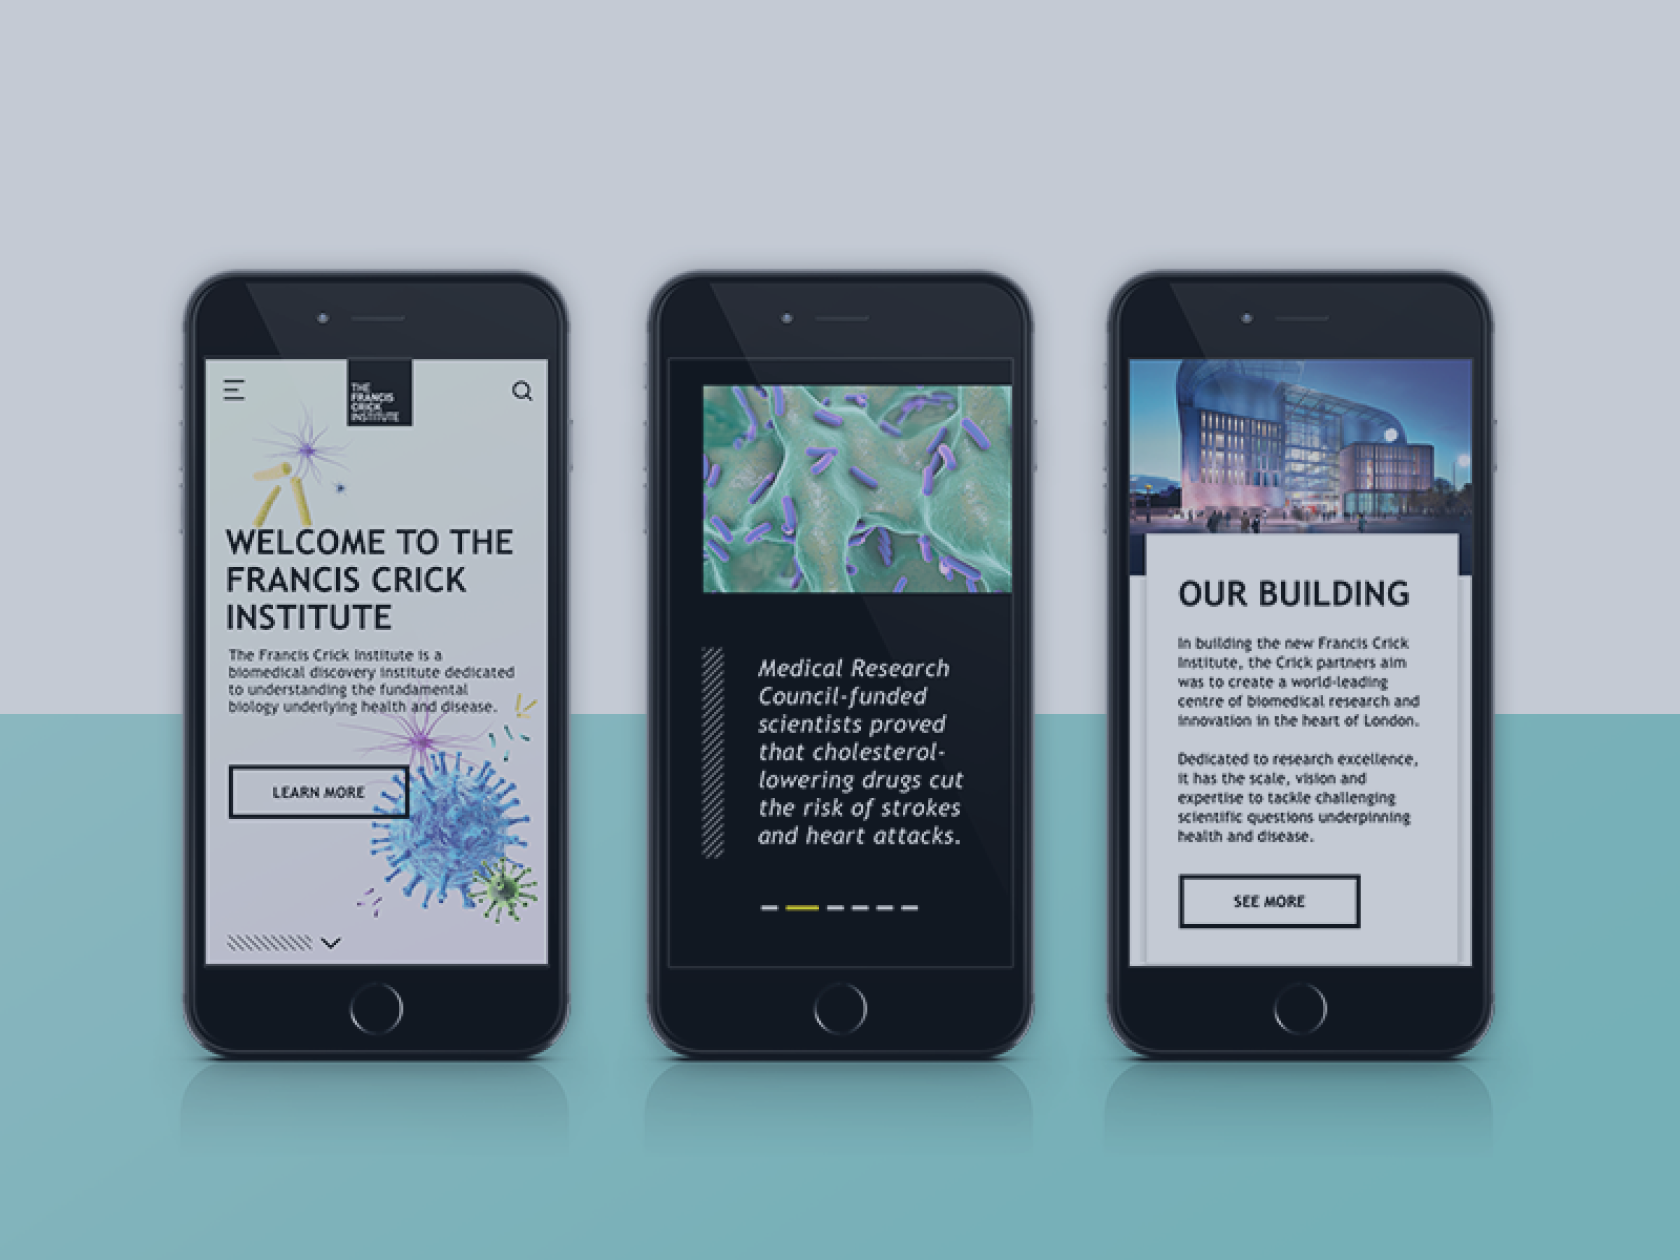 THE
FRANCIS
CRICK
INSTITUTE
WELCOME TO THE
FRANCIS CRICK
INSTITUTE
The Francis Crick Institute is a
biomedical discovery institute dedicated
to understanding the fundamental
biology underlying health and disease.
LEARN MORE
Medical Research
Council-funded
scientists proved
that cholesterol-
lowering drugs cut
the risk of strokes
and heart attacks.
OUR BUILDING
In building the new Francis Crick
Institute, the Crick partners aim
was to create a world-leading
centre of biomedical research and
innovation in the heart of London.
Dedicated to research excellence,
it has the scale, vision and
expertise to tackle challenging
scientific questions underpinning
health and disease.
SEE MORE